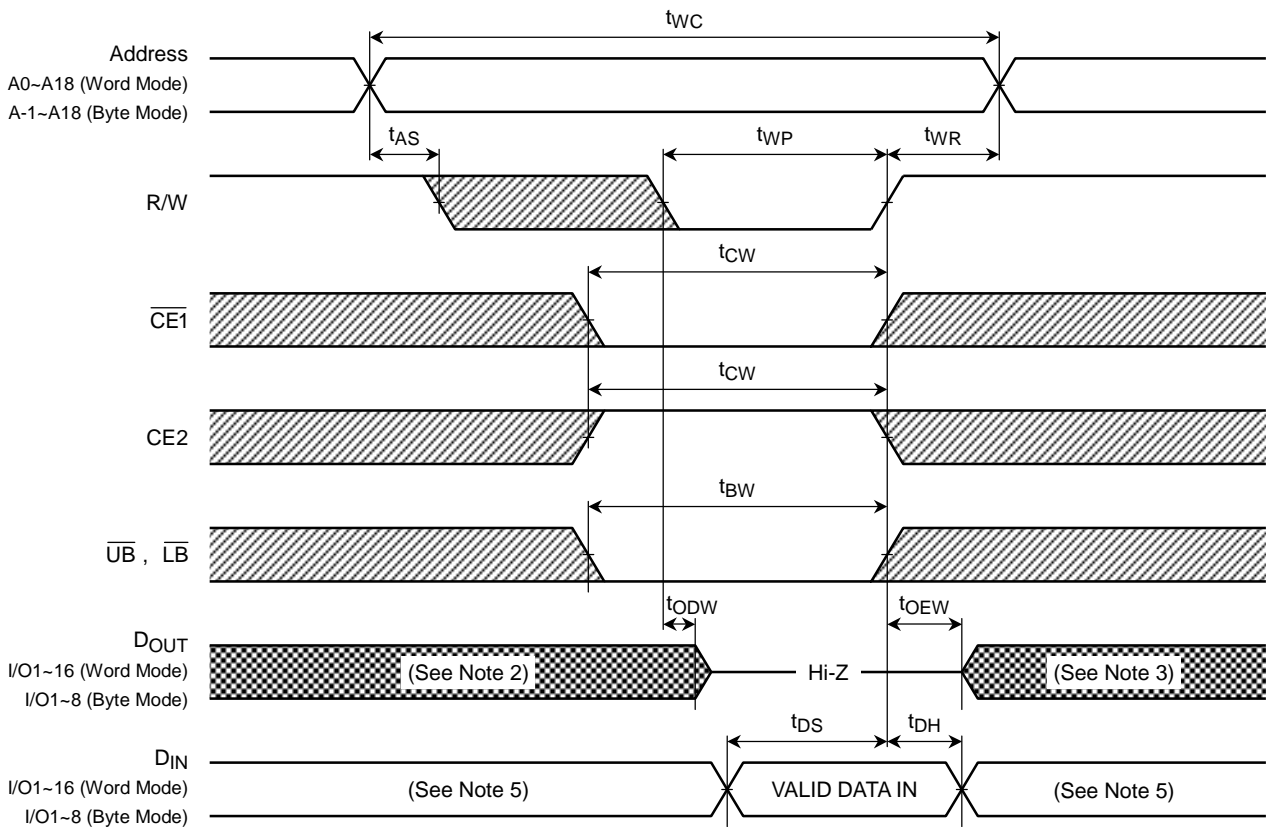 tWC
Address
A0~A18 (Word Mode)
A-1~A18 (Byte Mode)
tAS
tWP
tWR
R/W
tCW
CE1
tCW
CE2
tBW
UB , LB
tODW
tOEW
DOUT
I/O1~16 (Word Mode)
I/O1~8 (Byte Mode)
(See Note 2)
Hi-Z
(See Note 3)
tDS
tDH
DIN
I/O1~16 (Word Mode)
I/O1~8 (Byte Mode)
(See Note 5)
VALID DATA IN
(See Note 5)